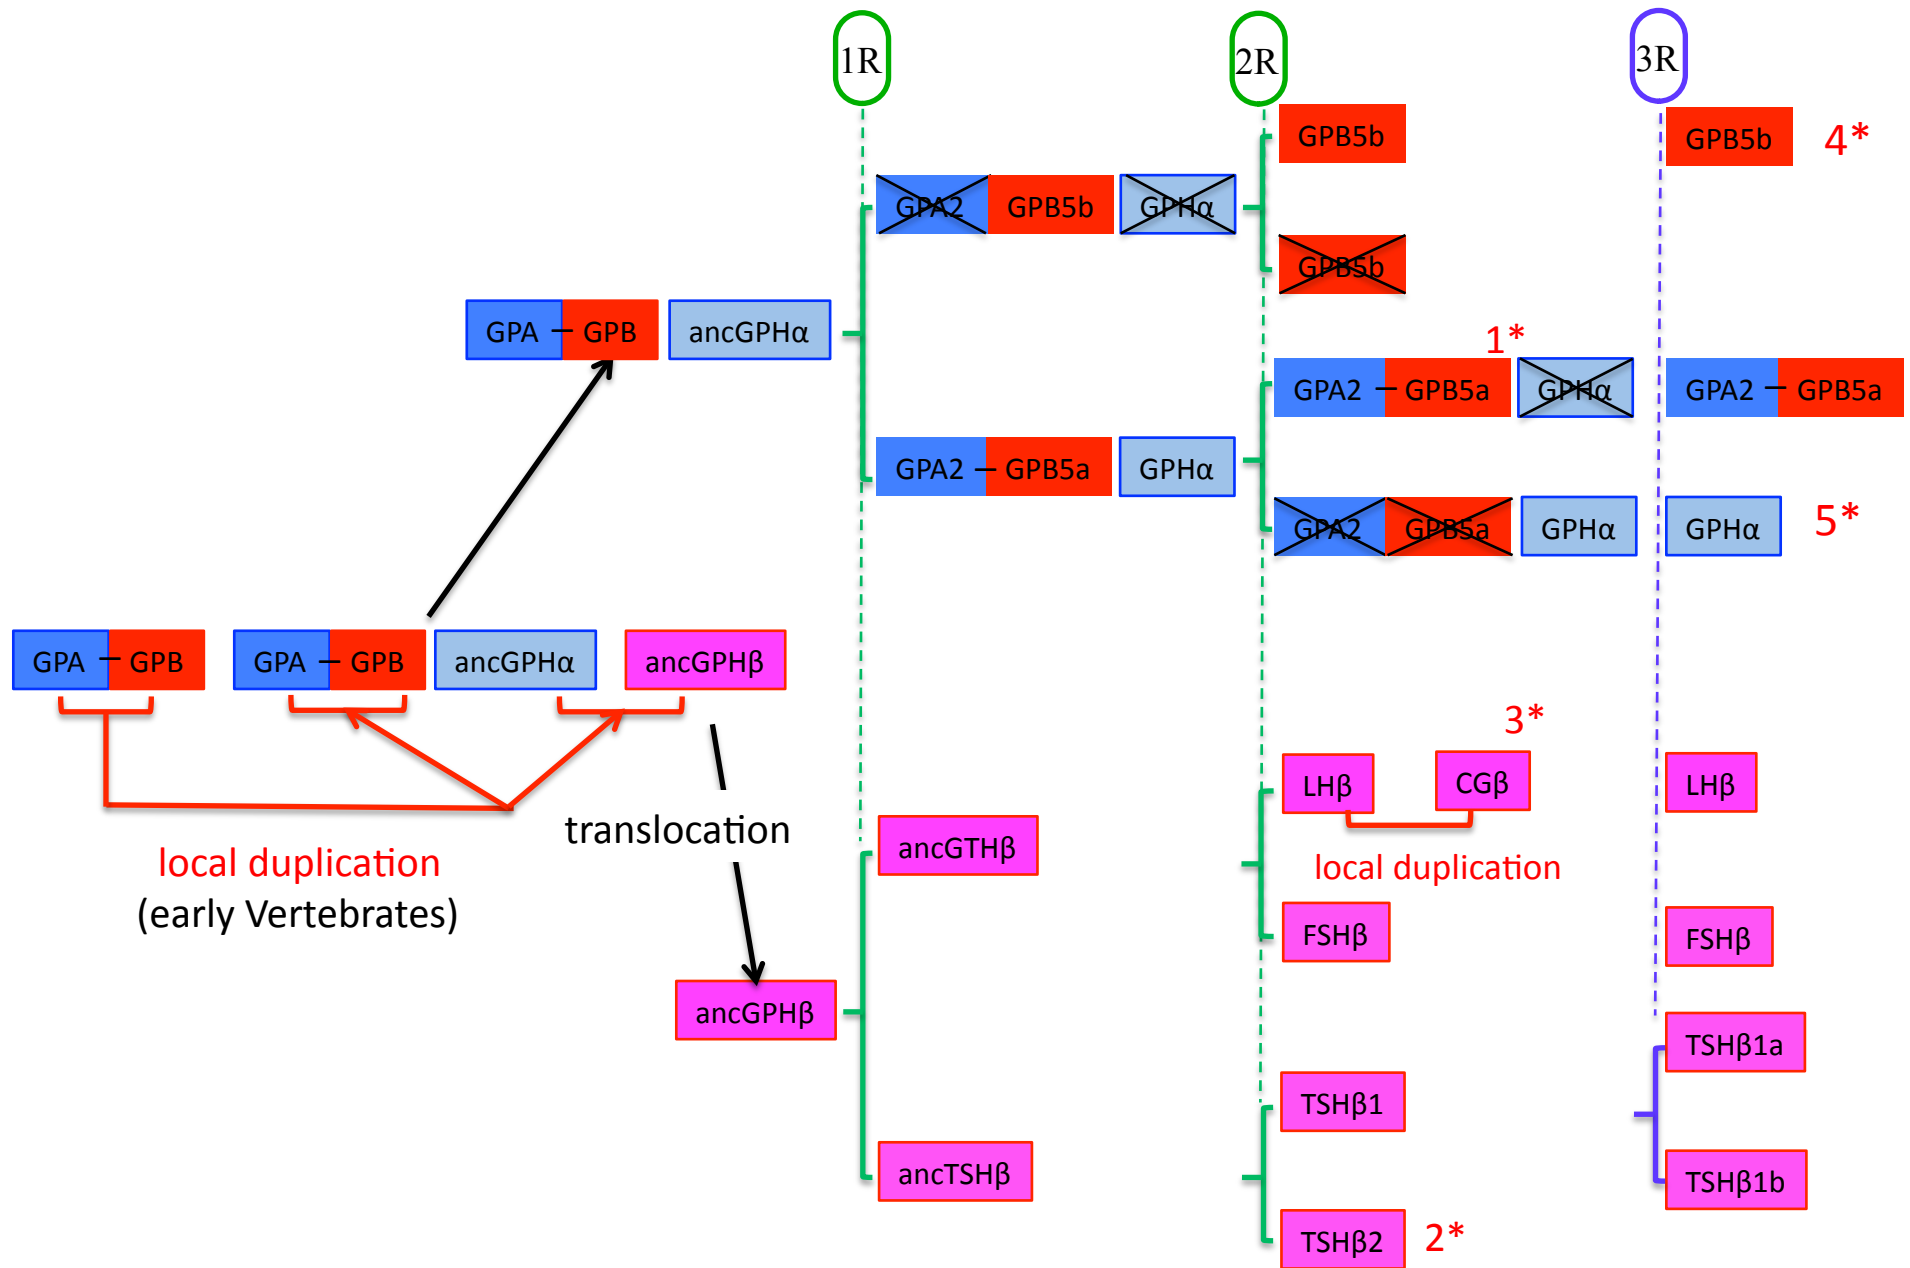 1R
2R
3R
GPB5b
GPB5b
4*
GPA2
GPB5b
GPHα
GPB5b
GPA – GPB
ancGPHα
1*
GPA2 – GPB5a
GPHα
GPA2 – GPB5a
GPA2 – GPB5a
GPHα
GPA2
GPB5a
GPHα
GPHα
5*
GPA – GPB
GPA – GPB
ancGPHα
ancGPHβ
3*
LHβ
CGβ
LHβ
translocation
local duplication
(early Vertebrates)
ancGTHβ
local duplication
FSHβ
FSHβ
ancGPHβ
TSHβ1a
TSHβ1
ancTSHβ
TSHβ1b
TSHβ2
2*